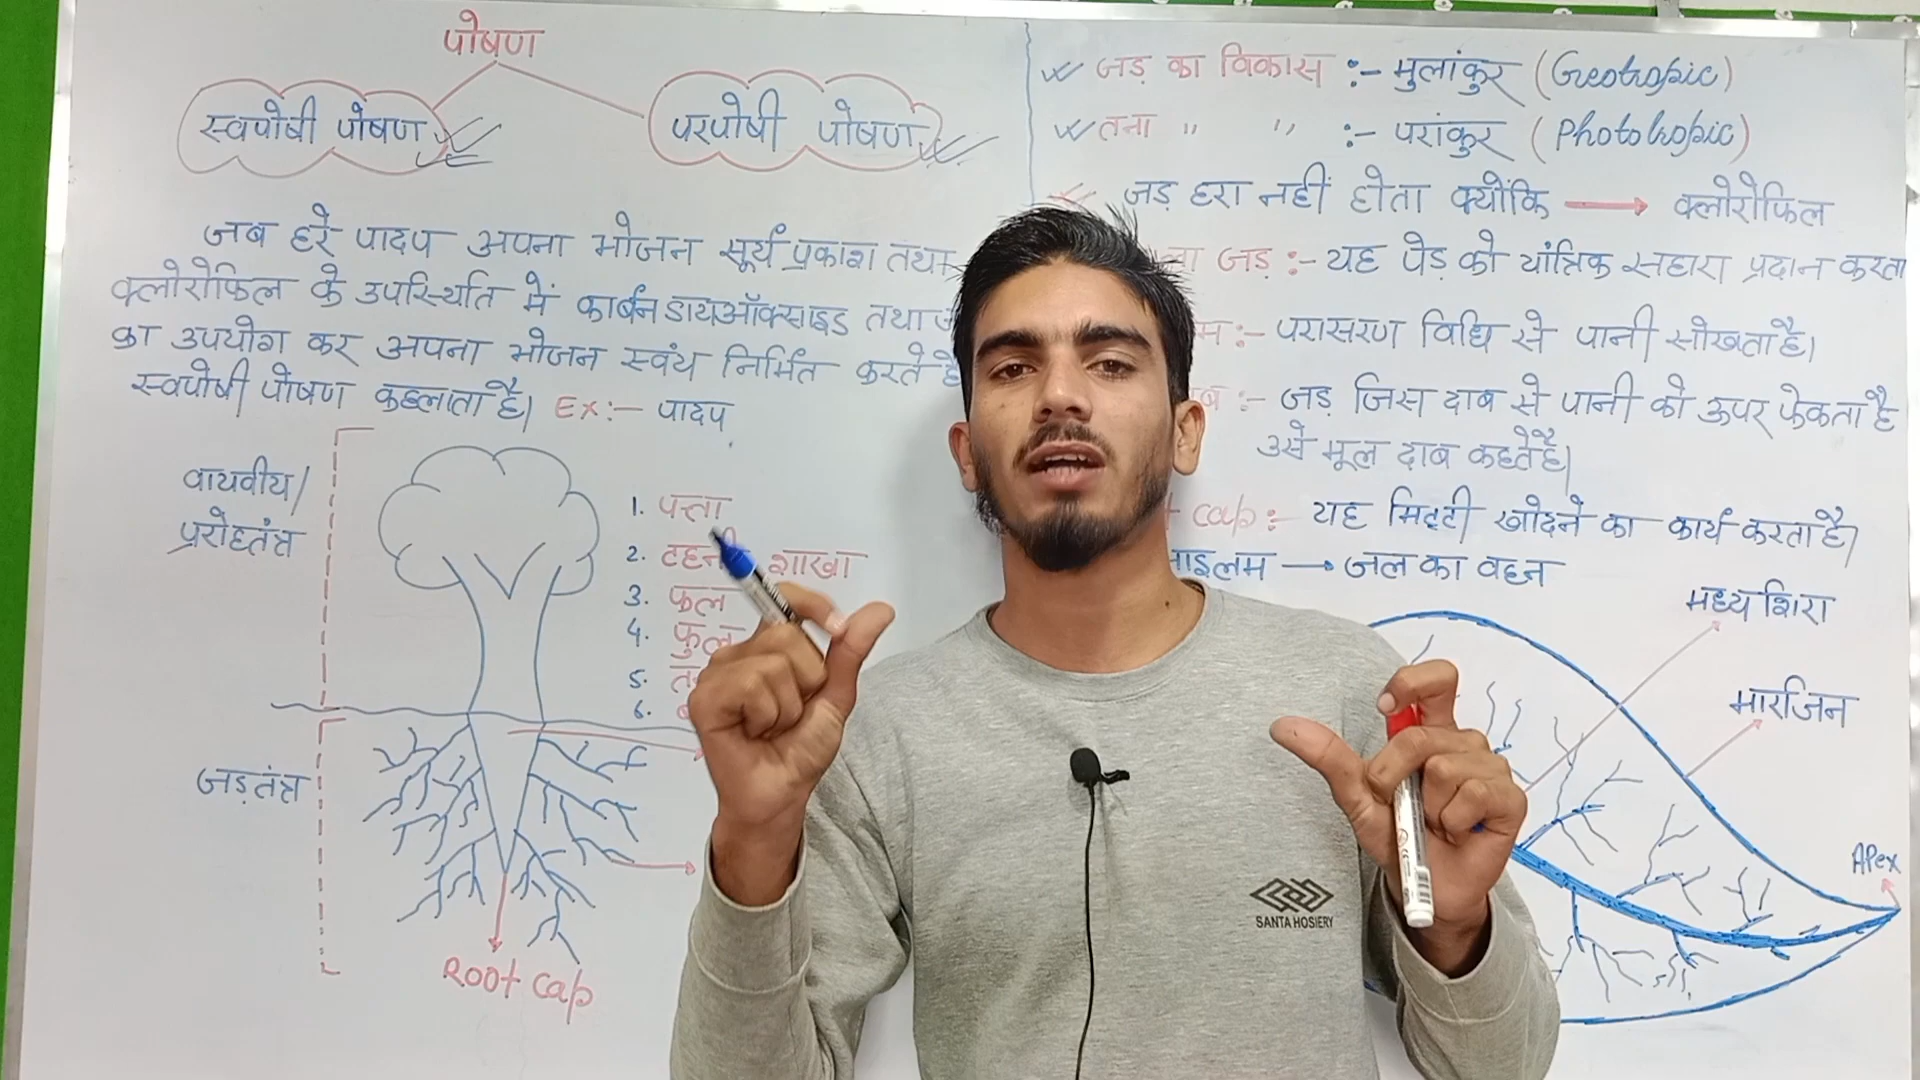 पोषण
स्वपोषी पोषण
परपोषी पोषण
जब हरे पादप अपना भोजन सूर्य प्रकाश तथा
क्लोरोफिल के उपस्थिति में कार्बन डायऑक्साइड तथा
का उपयोग कर अपना भोजन स्वंय निर्मित करते है
स्वपोषी पोषण कहलाता है। Ex:- पादप
वायवीय/
प्ररोहतंत्र
1. पत्ता
2. टहनी शाखा
3. फल
4. फुल
5.
6.
जड़तंत्र
Root cap
जड़ का विकास :- मुलांकुर (Geotropic)
तना " " :- परांकुर (Phototropic)
जड़ हरा नहीं होता क्योंकि → क्लोरोफिल
जड़ :- यह पेड़ को यांत्रिक सहारा प्रदान करता
:- परासरण विधि से पानी सोखता है।
:- जड़ जिस दाब से पानी को ऊपर फेकता है
उसे मूल दाब कहते है।
cap :- यह मिट्टी खोदने का कार्य करता है।
→ जल का वहन
मध्य शिरा
मारजिन
Apex
SANTA HOSIERY